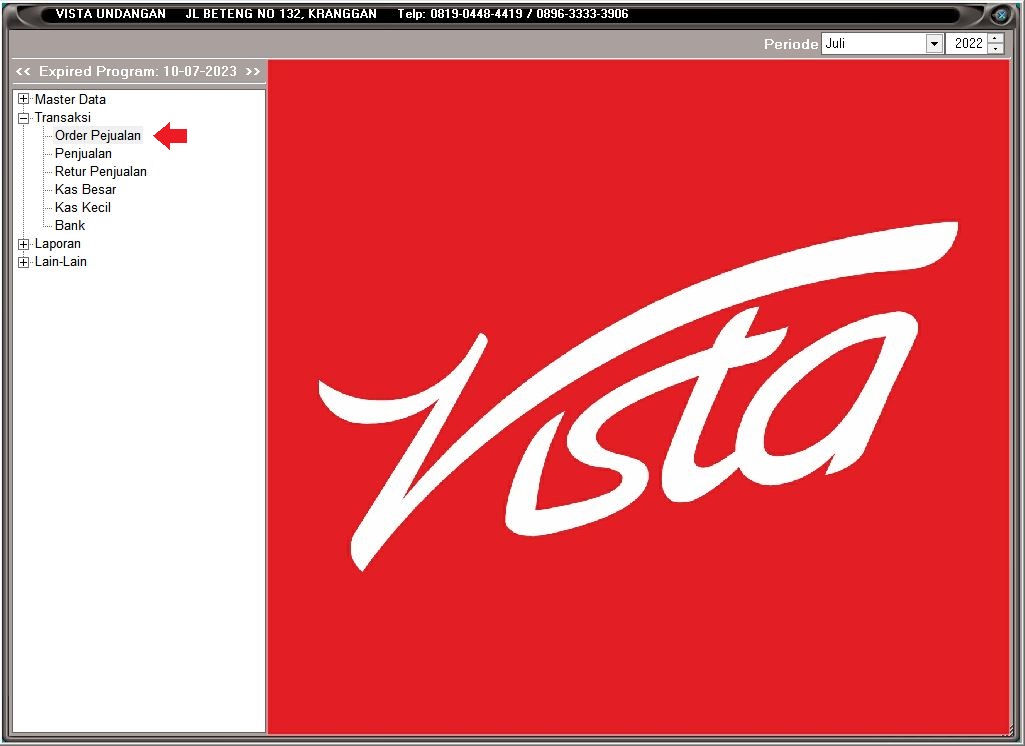 VISTA UNDANGAN JL BETENG NO 132, KRANGGAN Telp: 0819-0448-4419 / 0896-3333-3906
Periode Juli 2022
<< Expired Program: 10-07-2023 >>
Master Data
Transaksi
Order Pejualan
Penjualan
Retur Penjualan
Kas Besar
Kas Kecil
Bank
Laporan
Lain-Lain
Vista